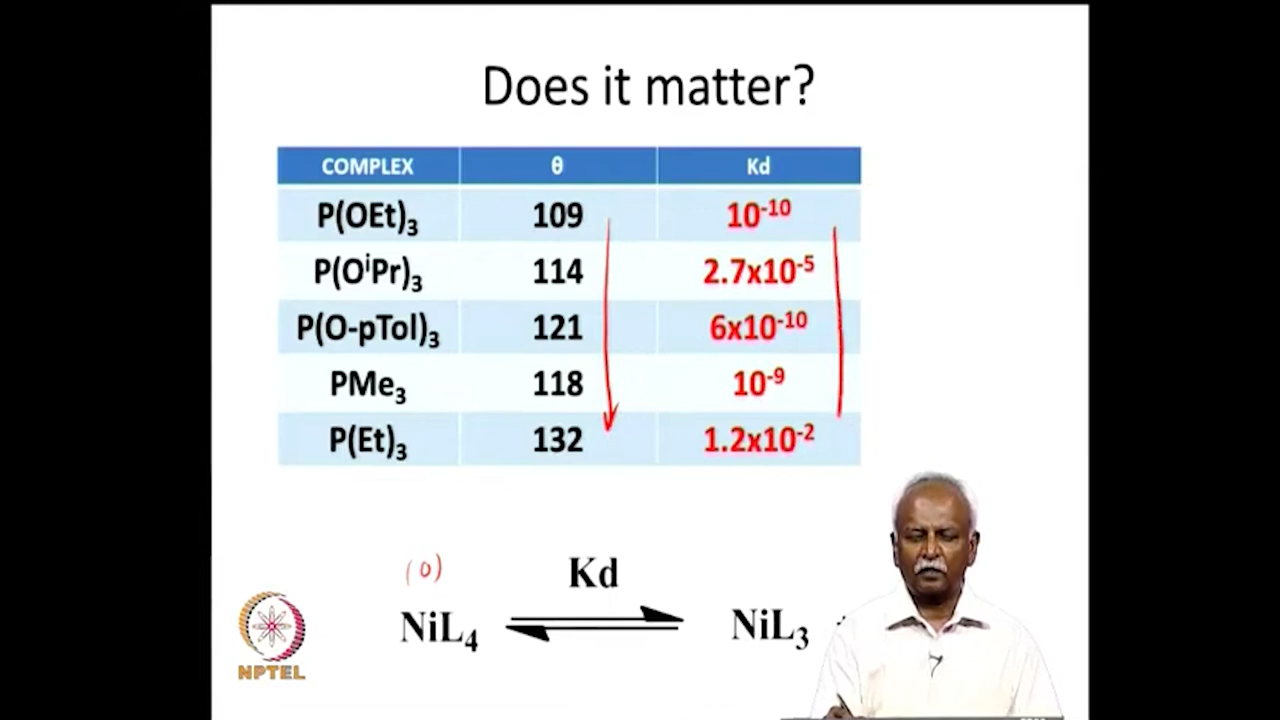 Does it matter?
COMPLEX θ Kd
P(OEt)₃ 109 10⁻¹⁰
P(OⁱPr)₃ 114 2.7x10⁻⁵
P(O-pTol)₃ 121 6x10⁻¹⁰
PMe₃ 118 10⁻⁹
P(Et)₃ 132 1.2x10⁻²
(0)
Kd
NiL₄ ⇌ NiL₃
NPTEL